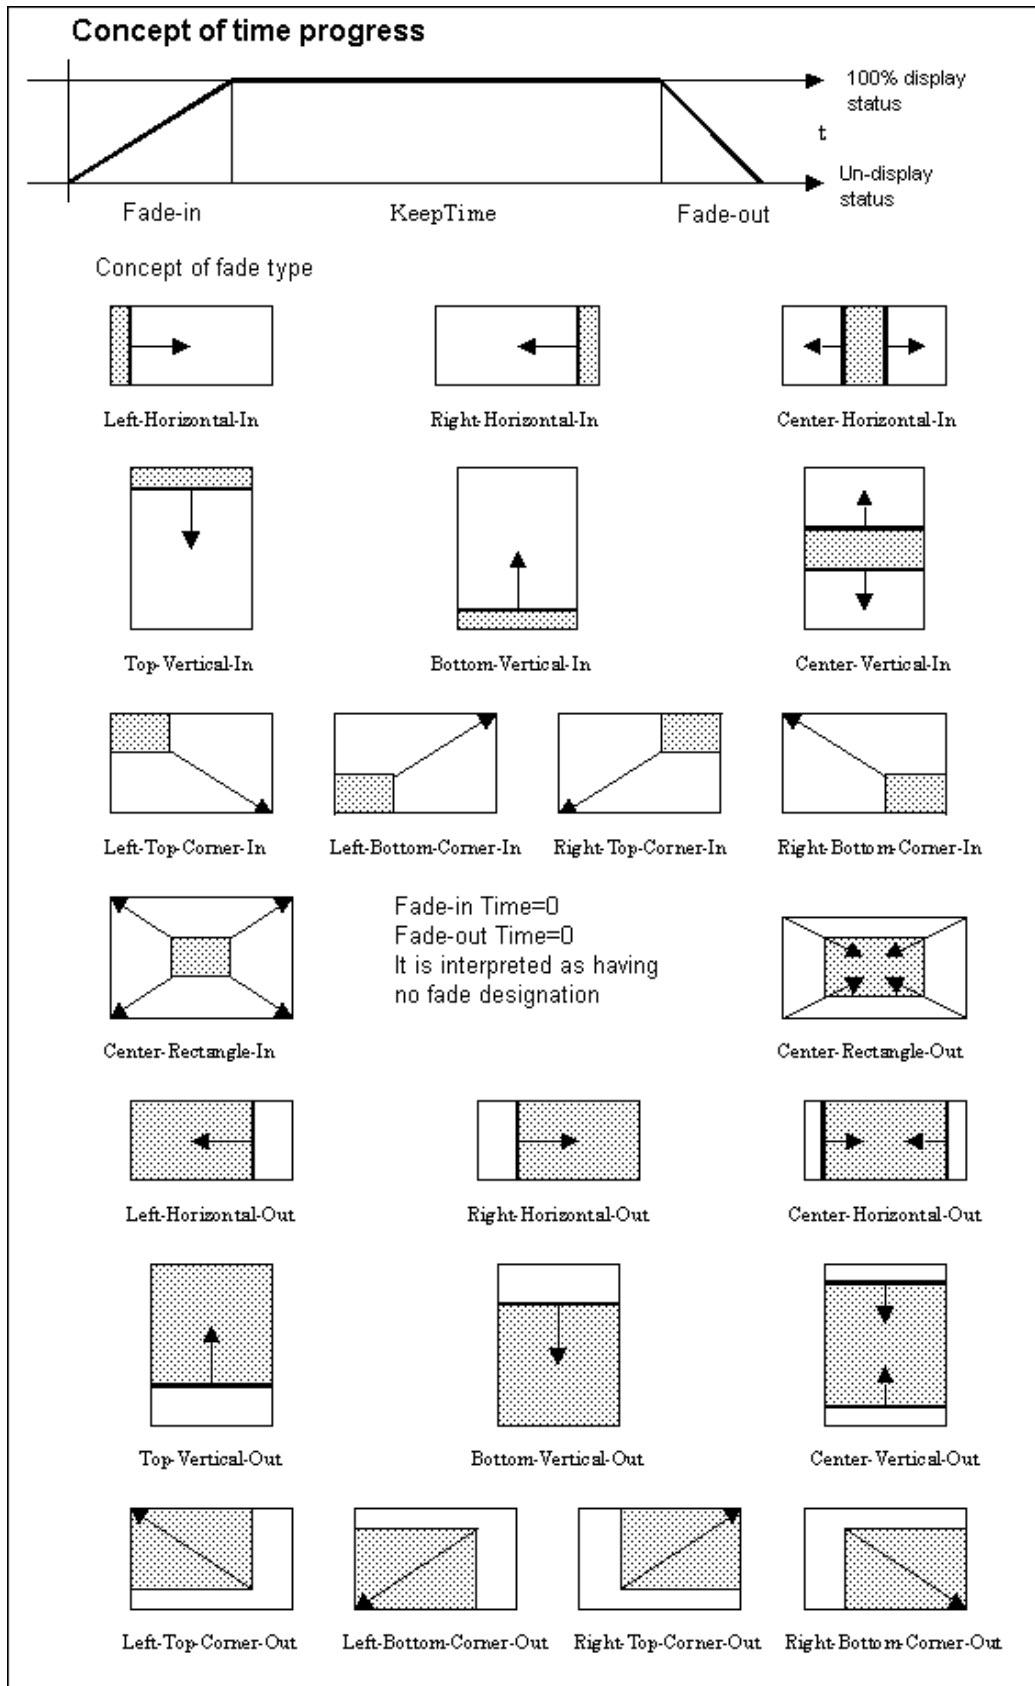 Concept of time progress
100% display
status
t
Un-display
status
Fade-in
KeepTime
Fade-out
Concept of fade type
Left-Horizontal-In
Right-Horizontal-In
Center-Horizontal-In
Top-Vertical-In
Bottom-Vertical-In
Center-Vertical-In
Left-Top-Corner-In
Left-Bottom-Corner-In
Right-Top-Corner-In
Right-Bottom-Corner-In
Fade-in Time=0
Fade-out Time=0
It is interpreted as having
no fade designation
Center-Rectangle-In
Center-Rectangle-Out
Left-Horizontal-Out
Right-Horizontal-Out
Center-Horizontal-Out
Top-Vertical-Out
Bottom-Vertical-Out
Center-Vertical-Out
Left-Top-Corner-Out
Left-Bottom-Corner-Out
Right-Top-Corner-Out
Right-Bottom-Corner-Out